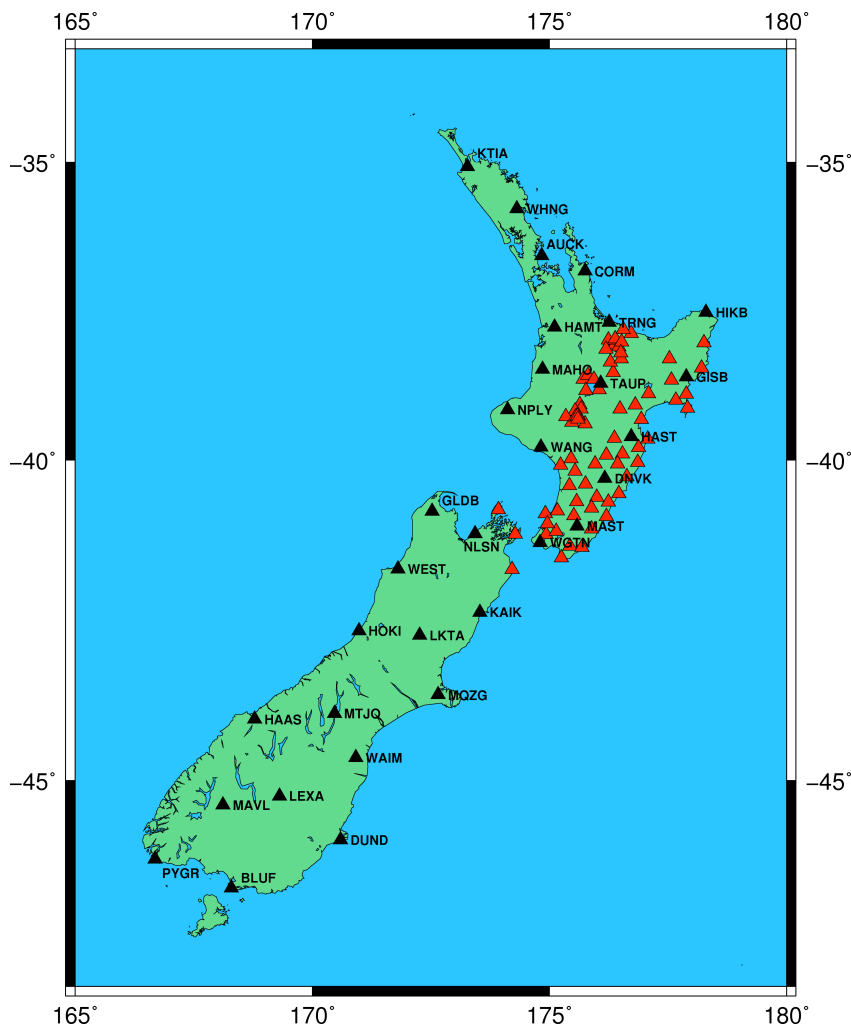 165° 170° 175° 180°
−35° −35°
KTIA
WHNG
AUCK
CORM
HIKB
TRNG
HAMT
MAHO
GISB
TAUP
NPLY
HAST
WANG
−40° −40°
DNVK
GLDB
MAST
WGTN
NLSN
WEST
KAIK
HOKI
LKTA
MQZG
MTJO
HAAS
WAIM
−45° −45°
LEXA
MAVL
DUND
PYGR
BLUF
165° 170° 175° 180°